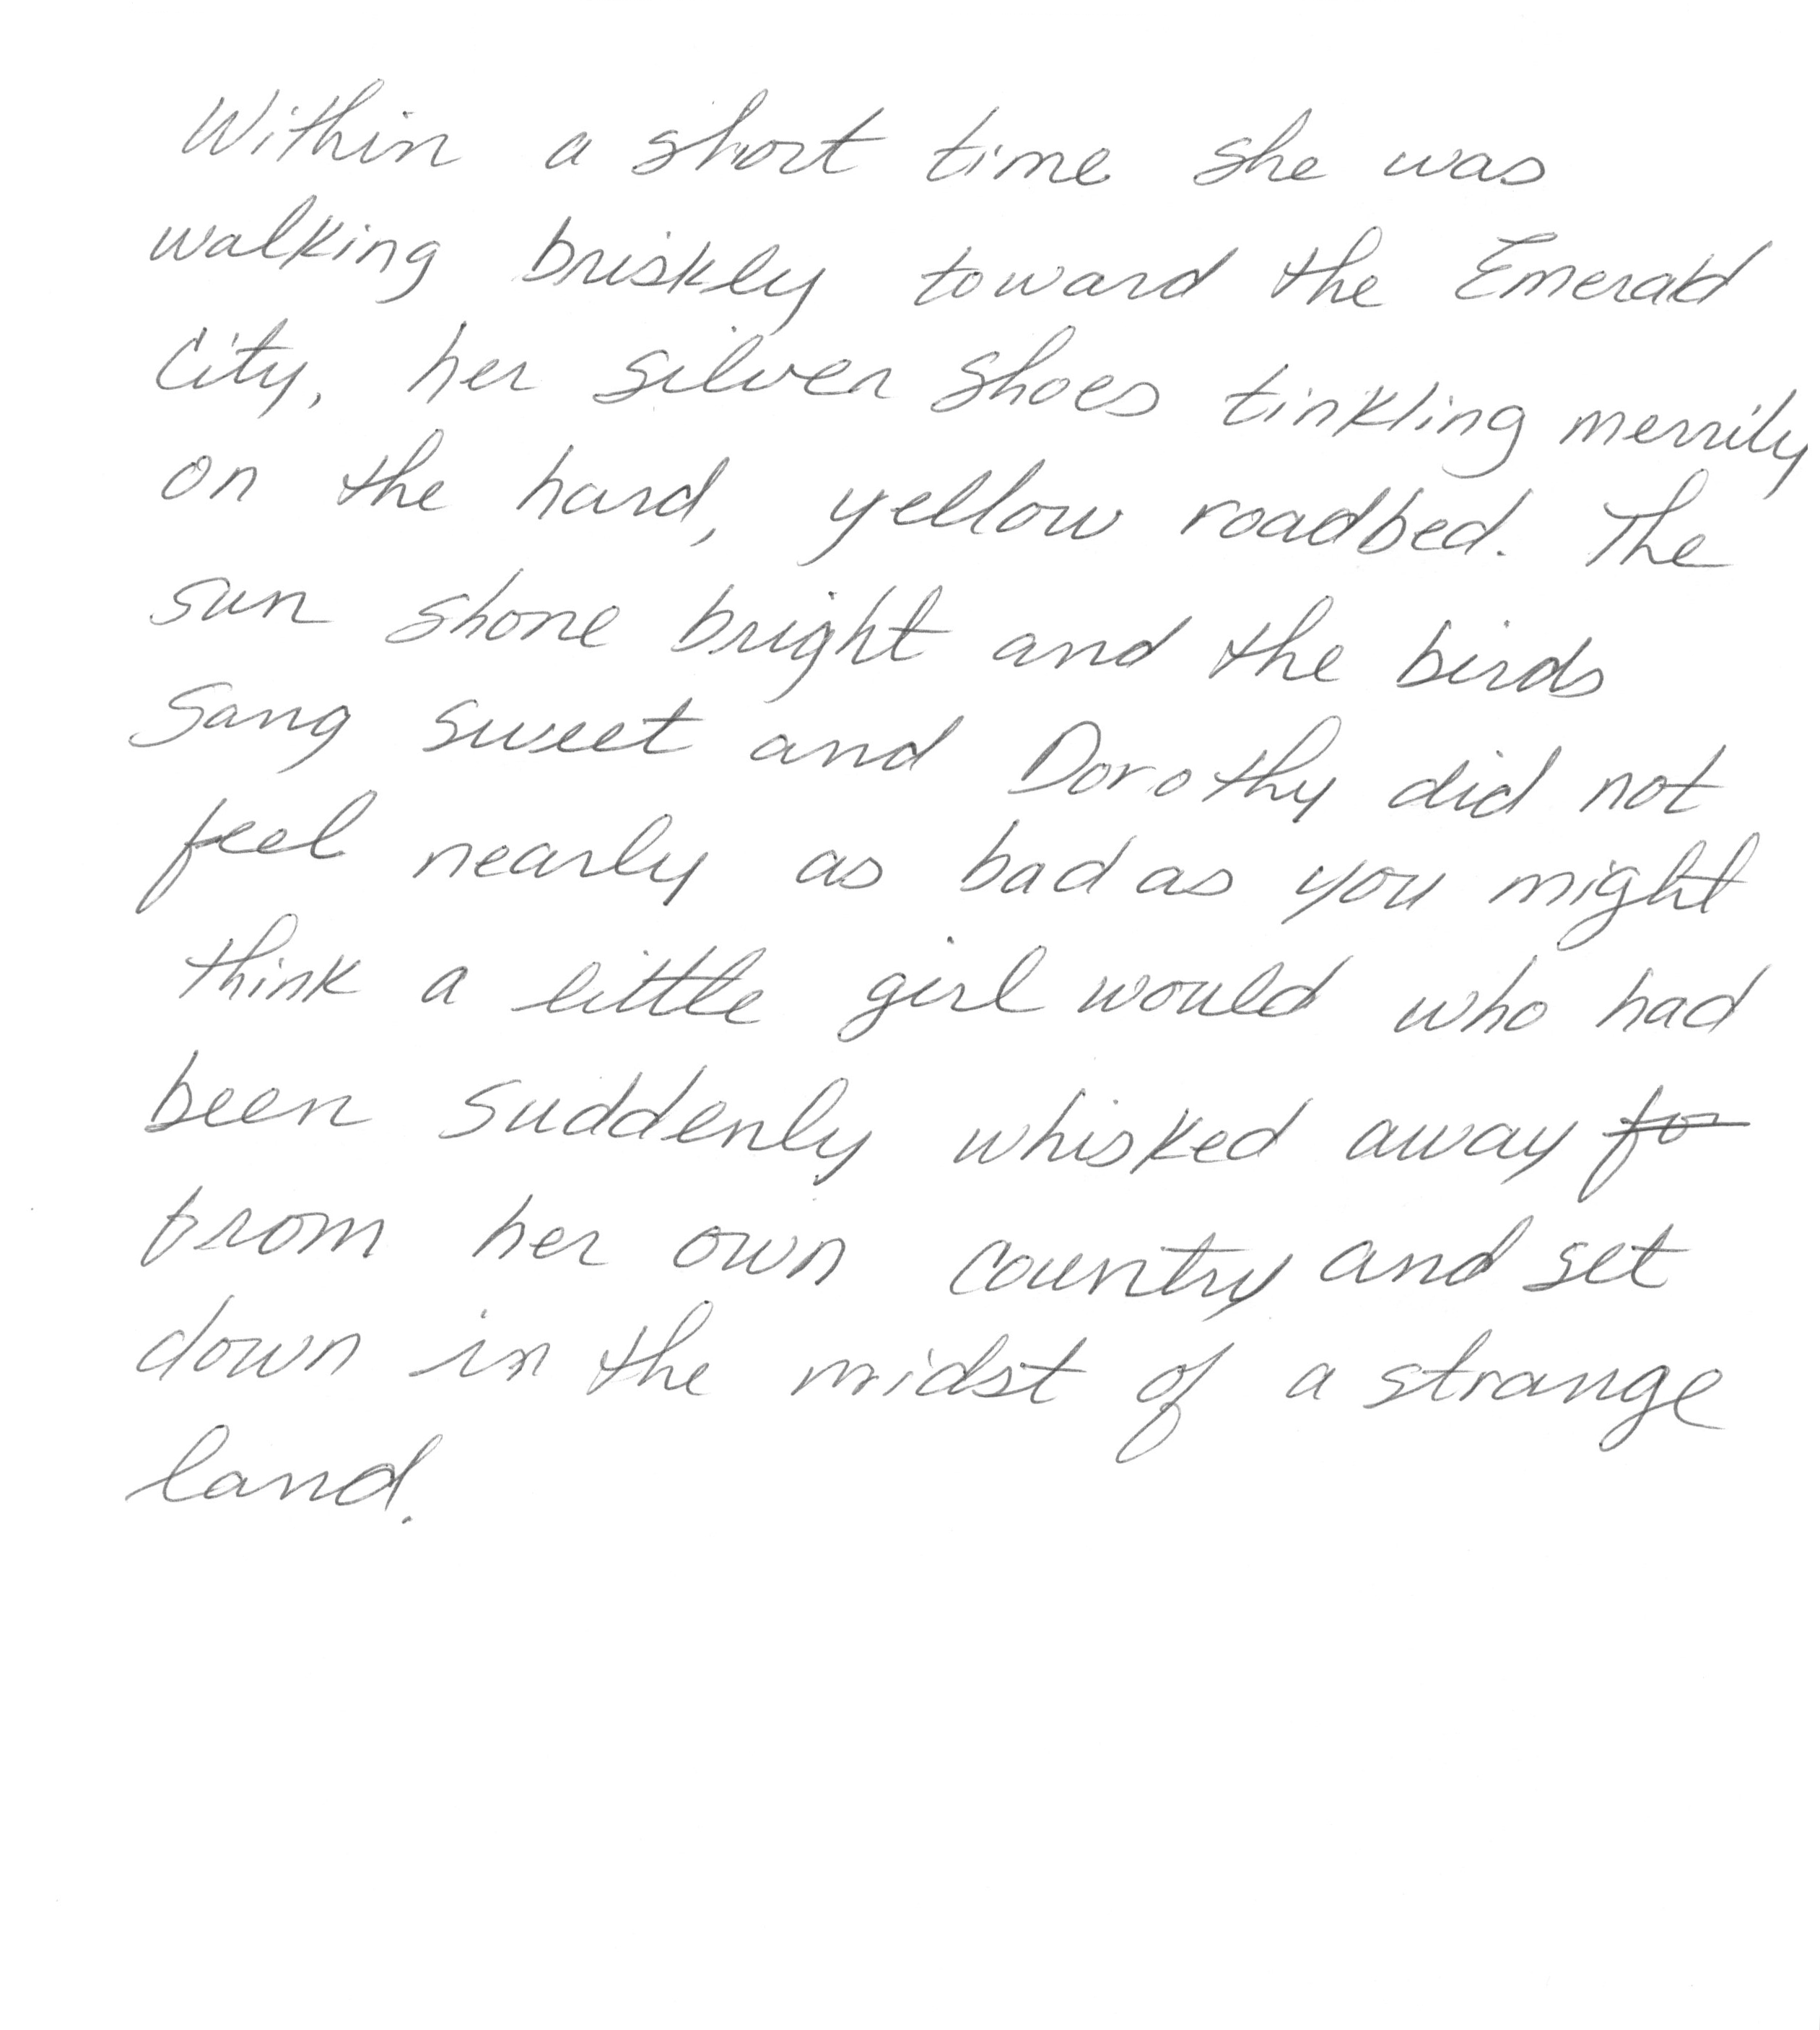 Within a short time she was
walking briskly toward the Emerald
City, her silver shoes tinkling merrily
on the hard, yellow roadbed. The
sun shone bright and the birds
sang sweet and Dorothy did not
feel nearly as bad as you might
think a little girl would who had
been suddenly whisked away fo
from her own country and set
down in the midst of a strange
land.